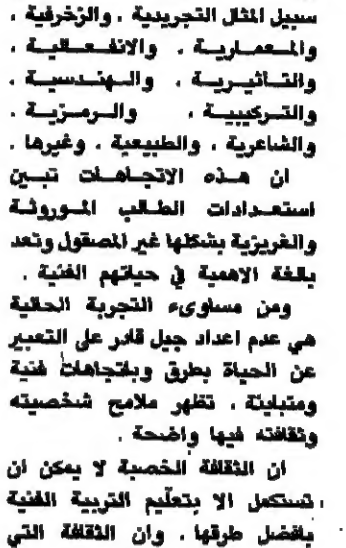 سبيل المثال التجريدية ، والزخرفية ،
والمعمارية ، والانفعالية ،
والتأثيرية ، والهندسية ،
والتركيبية ، والرمزية ،
والشاعرية ، والطبيعية ، وغيرها .
ان هذه الاتجاهات تبين
استعدادات الطالب الموروثة
والغريزية بشكلها غير المصقول وتعد
بالغة الاهمية في حياتهم الفنية .
ومن مساوىء التجربة الحالية
هي عدم اعداد جيل قادر على التعبير
عن الحياة بطرق وباتجاهات فنية
ومتباينة ، تظهر ملامح شخصيته
وثقافته فيها واضحة .
ان الثقافة الخصبة لا يمكن ان
تستكمل الا بتعليم التربية الفنية
بافضل طرقها . وان الثقافة التي